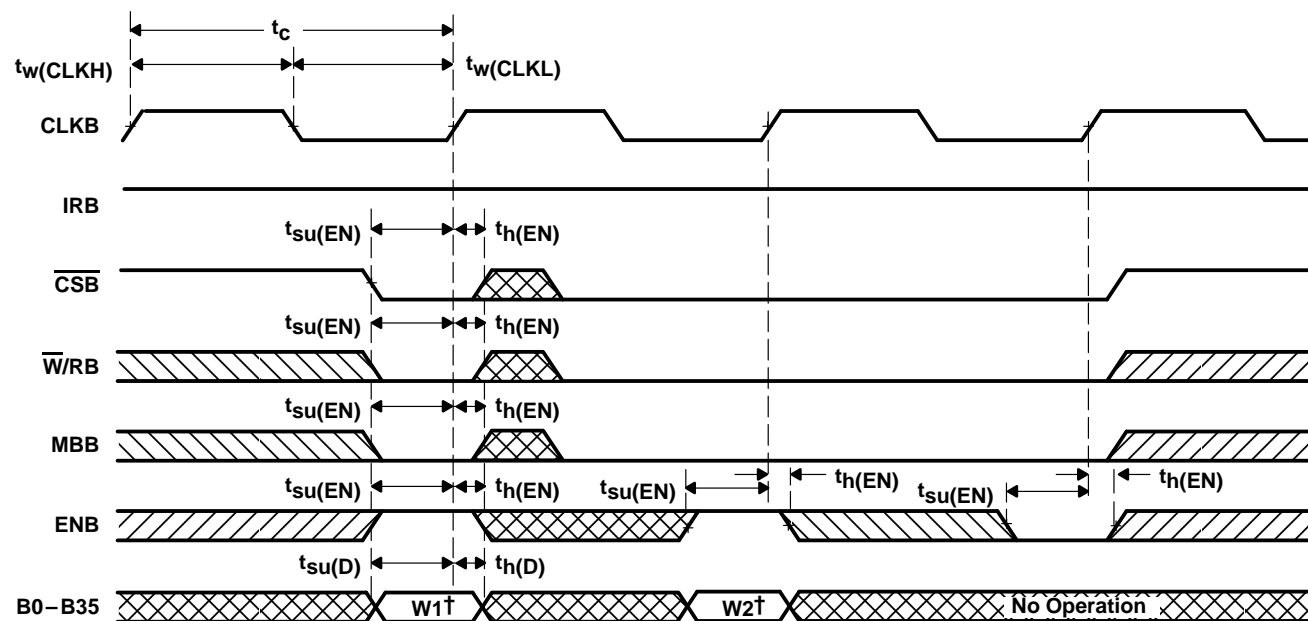 tc
tw(CLKH) tw(CLKL)
CLKB
IRB
tsu(EN) th(EN)
CSB
tsu(EN) th(EN)
W/RB
tsu(EN) th(EN)
MBB
tsu(EN) th(EN) tsu(EN) th(EN) tsu(EN) th(EN)
ENB
tsu(D) th(D)
B0–B35 W1† W2† No Operation